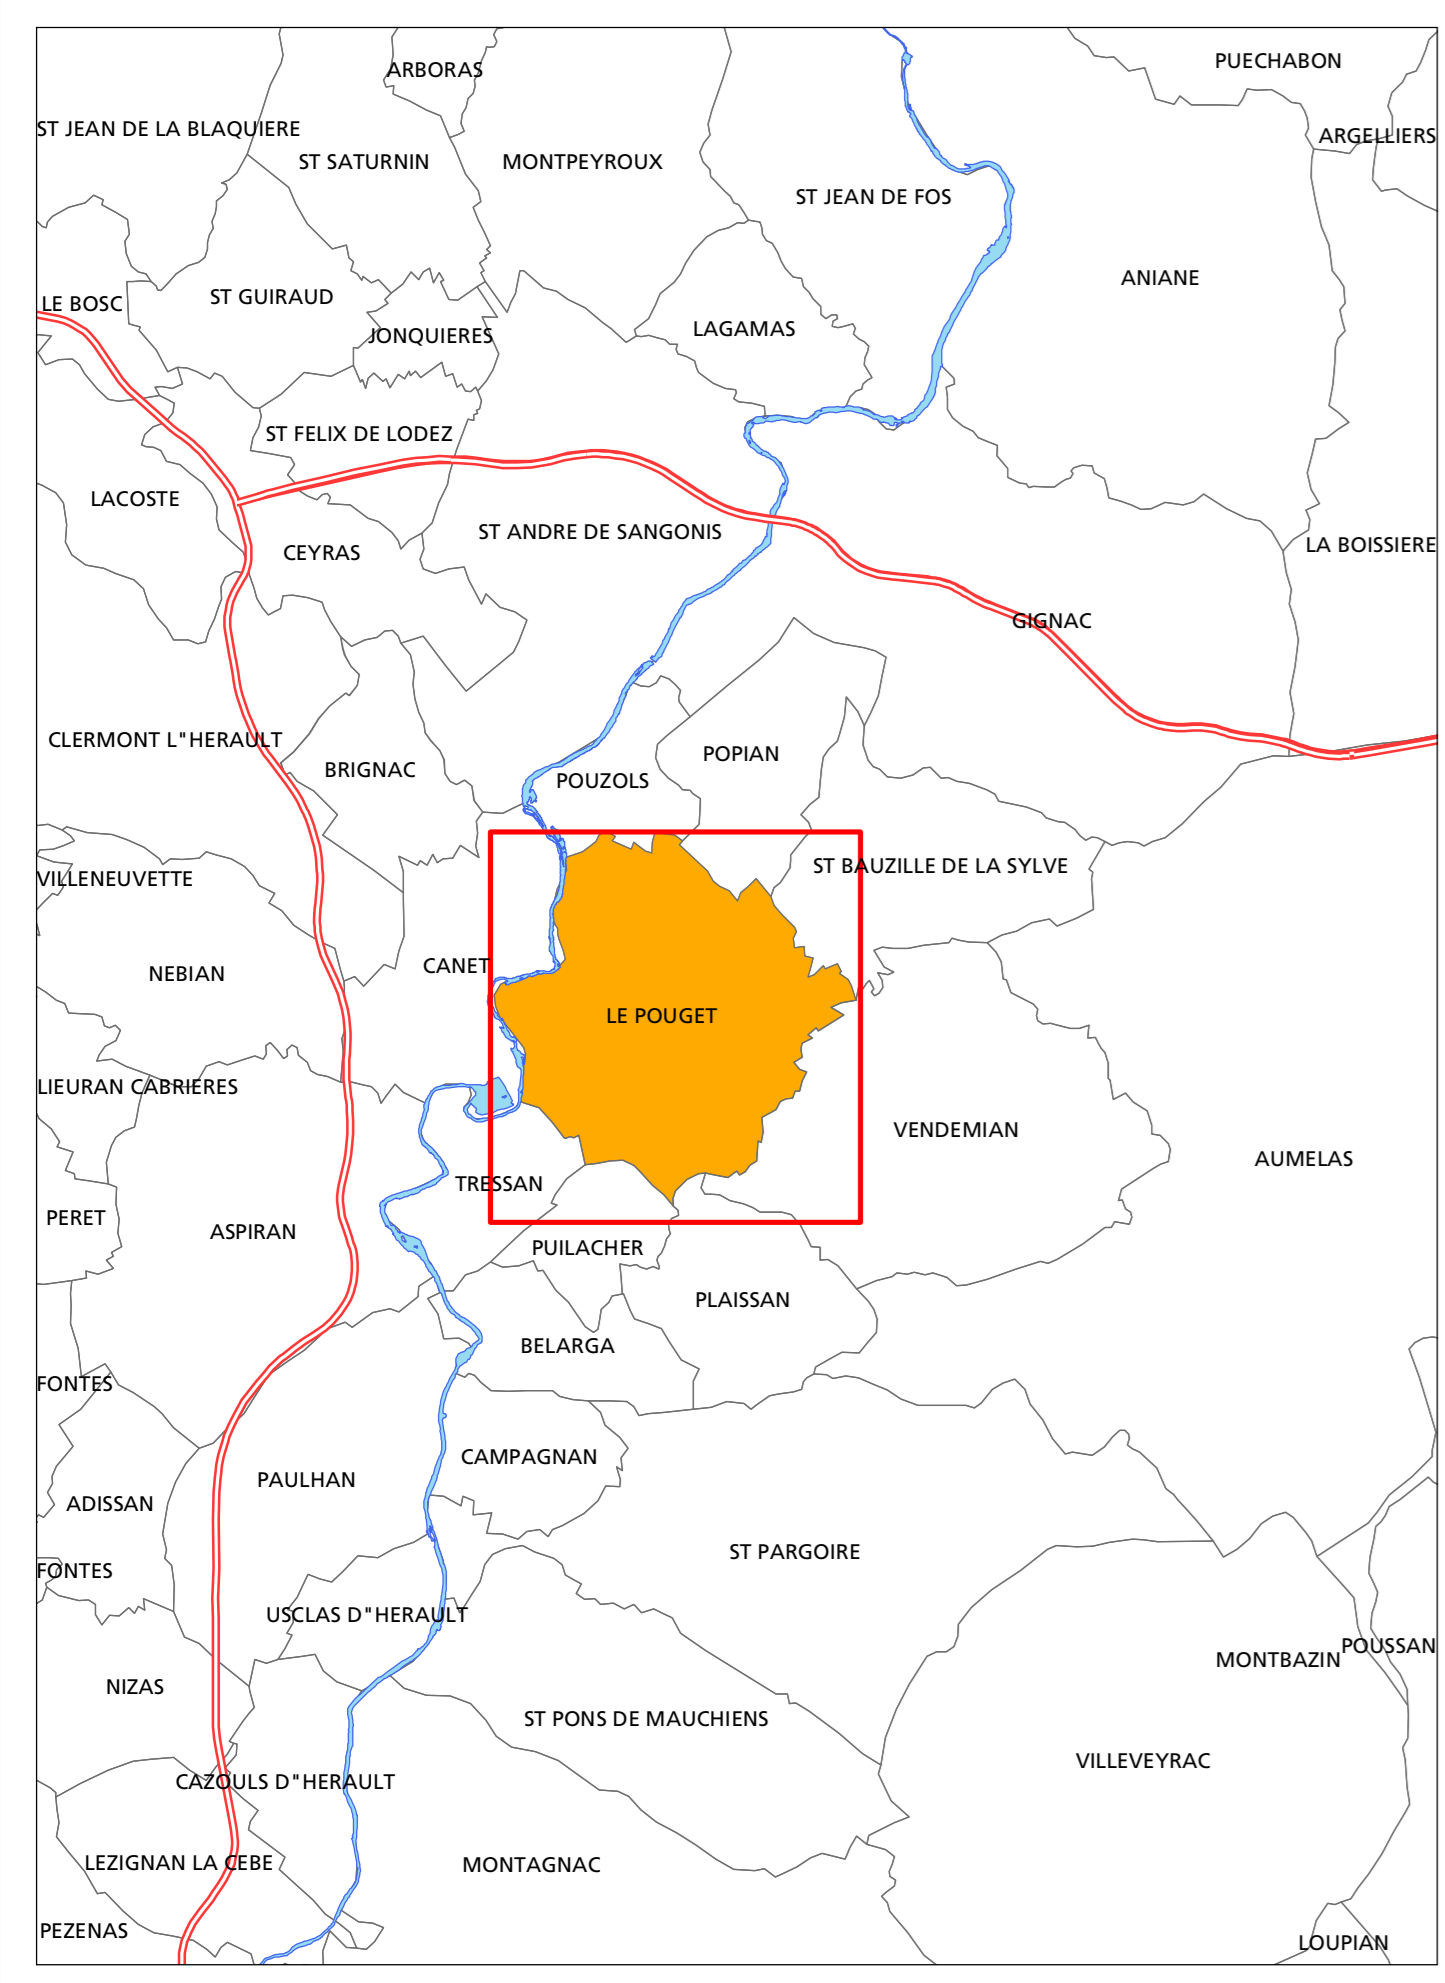 PUECHABON
ARBORAS
ST JEAN DE LA BLAQUIERE
ARGELLIERS
ST SATURNIN
MONTPEYROUX
ST JEAN DE FOS
ANIANE
ST GUIRAUD
LE BOSC
LAGAMAS
JONQUIERES
ST FELIX DE LODEZ
LACOSTE
ST ANDRE DE SANGONIS
LA BOISSIERE
CEYRAS
GIGNAC
CLERMONT L"HERAULT
POPIAN
BRIGNAC
POUZOLS
ST BAUZILLE DE LA SYLVE
VILLENEUVETTE
CANET
NEBIAN
LE POUGET
LIEURAN CABRIERES
VENDEMIAN
AUMELAS
TRESSAN
PERET
ASPIRAN
PUILACHER
PLAISSAN
BELARGA
FONTES
CAMPAGNAN
PAULHAN
ADISSAN
ST PARGOIRE
FONTES
USCLAS D"HERAULT
POUSSAN
MONTBAZIN
NIZAS
ST PONS DE MAUCHIENS
VILLEVEYRAC
CAZOULS D"HERAULT
LEZIGNAN LA CEBE
MONTAGNAC
PEZENAS
LOUPIAN